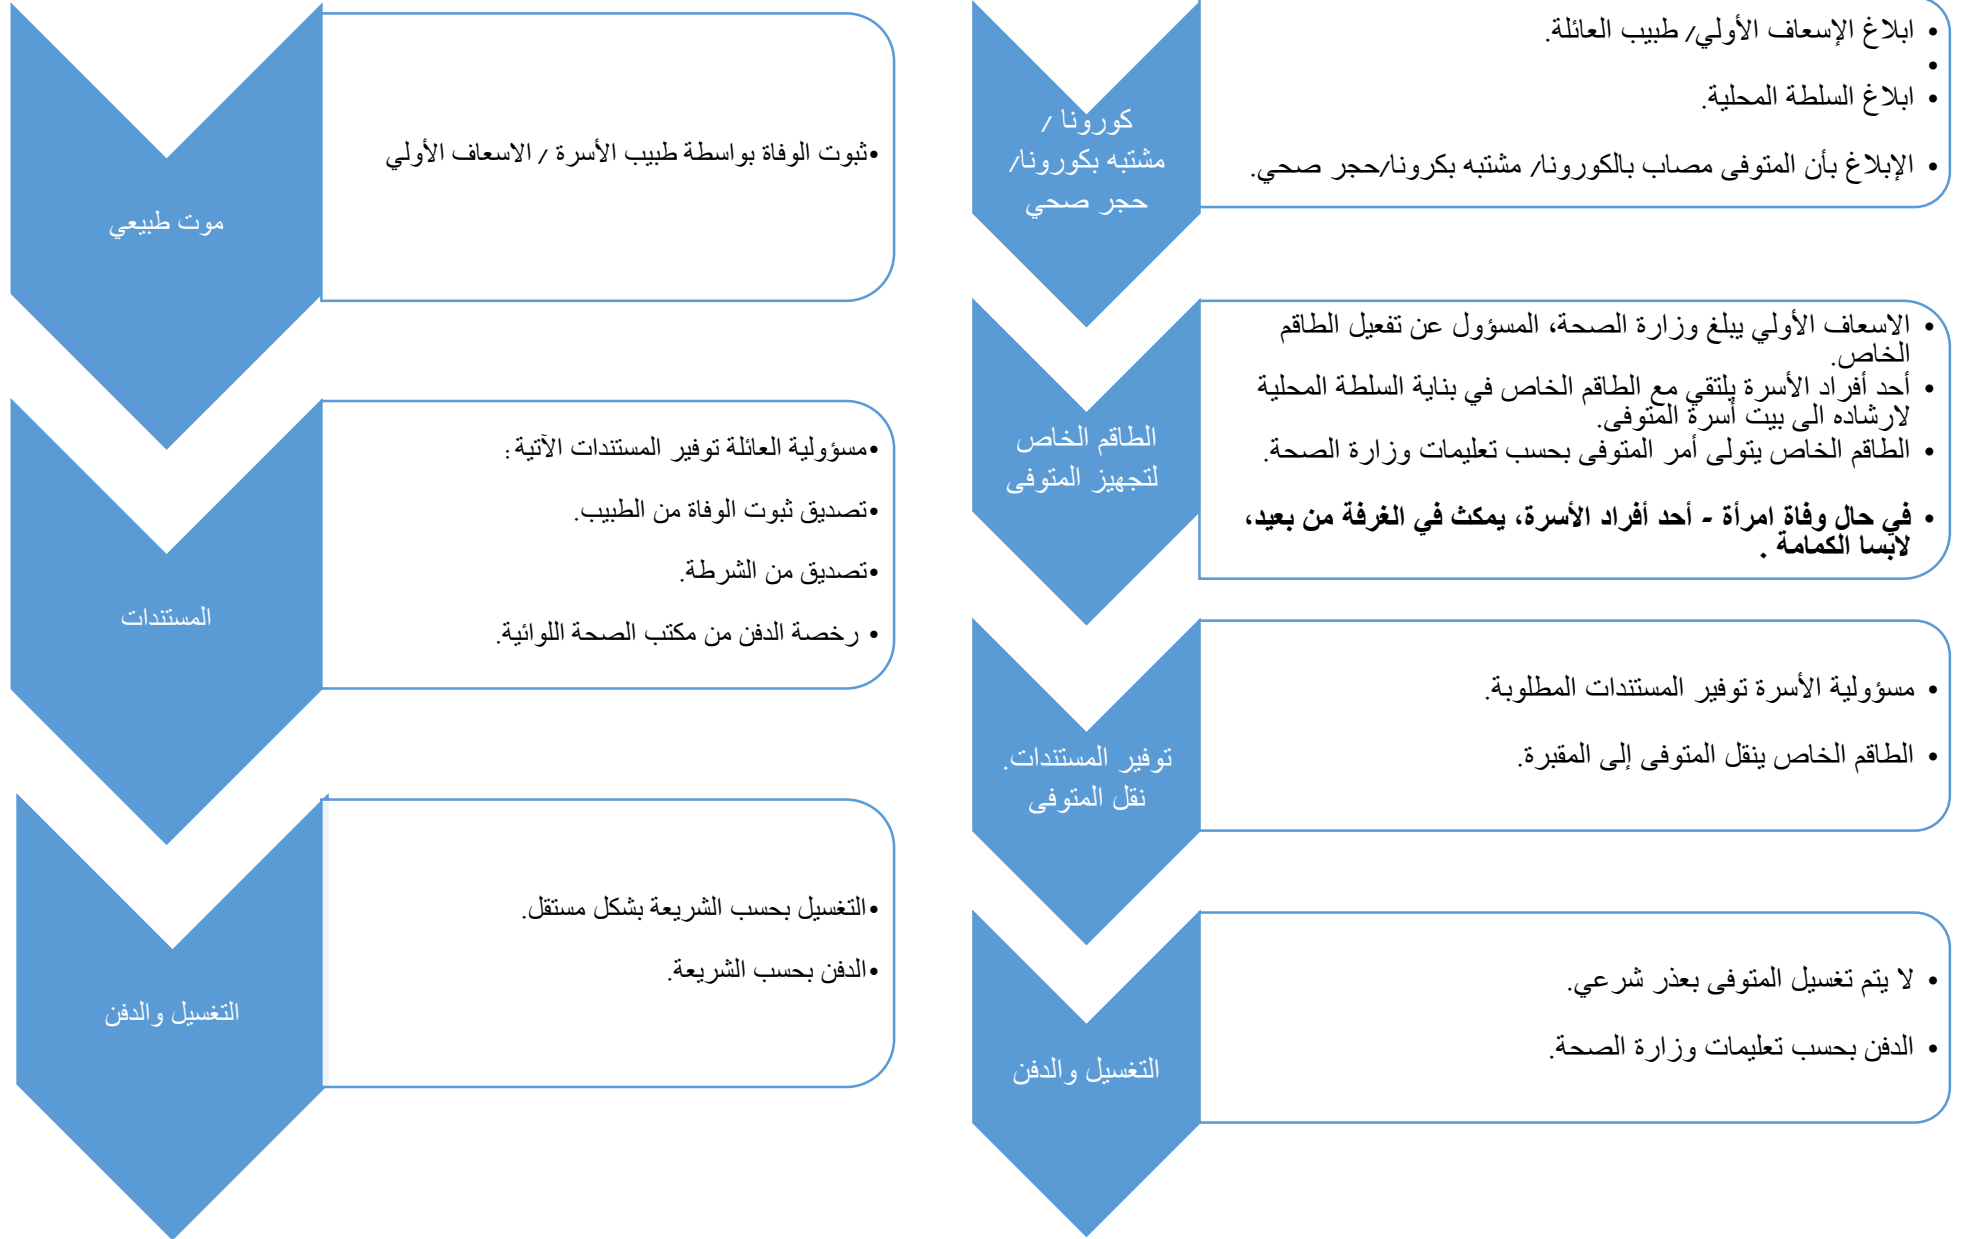 كورونا /
مشتبه بكورونا/
حجر صحي
• ابلاغ الإسعاف الأولي/ طبيب العائلة.
•
• ابلاغ السلطة المحلية.
• الإبلاغ بأن المتوفى مصاب بالكورونا/ مشتبه بكرونا/حجر صحي.
الطاقم الخاص
لتجهيز المتوفى
• الاسعاف الأولي يبلغ وزارة الصحة، المسؤول عن تفعيل الطاقم
الخاص.
• أحد أفراد الأسرة يلتقي مع الطاقم الخاص في بناية السلطة المحلية
لارشاده الى بيت أسرة المتوفى.
• الطاقم الخاص يتولى أمر المتوفى بحسب تعليمات وزارة الصحة.
• في حال وفاة امرأة - أحد أفراد الأسرة، يمكث في الغرفة من بعيد،
لابسا الكمامة .
توفير المستندات.
نقل المتوفى
• مسؤولية الأسرة توفير المستندات المطلوبة.
• الطاقم الخاص ينقل المتوفى إلى المقبرة.
التغسيل والدفن
• لا يتم تغسيل المتوفى بعذر شرعي.
• الدفن بحسب تعليمات وزارة الصحة.
موت طبيعي
•ثبوت الوفاة بواسطة طبيب الأسرة / الاسعاف الأولي
المستندات
•مسؤولية العائلة توفير المستندات الآتية:
•تصديق ثبوت الوفاة من الطبيب.
•تصديق من الشرطة.
• رخصة الدفن من مكتب الصحة اللوائية.
التغسيل والدفن
•التغسيل بحسب الشريعة بشكل مستقل.
•الدفن بحسب الشريعة.